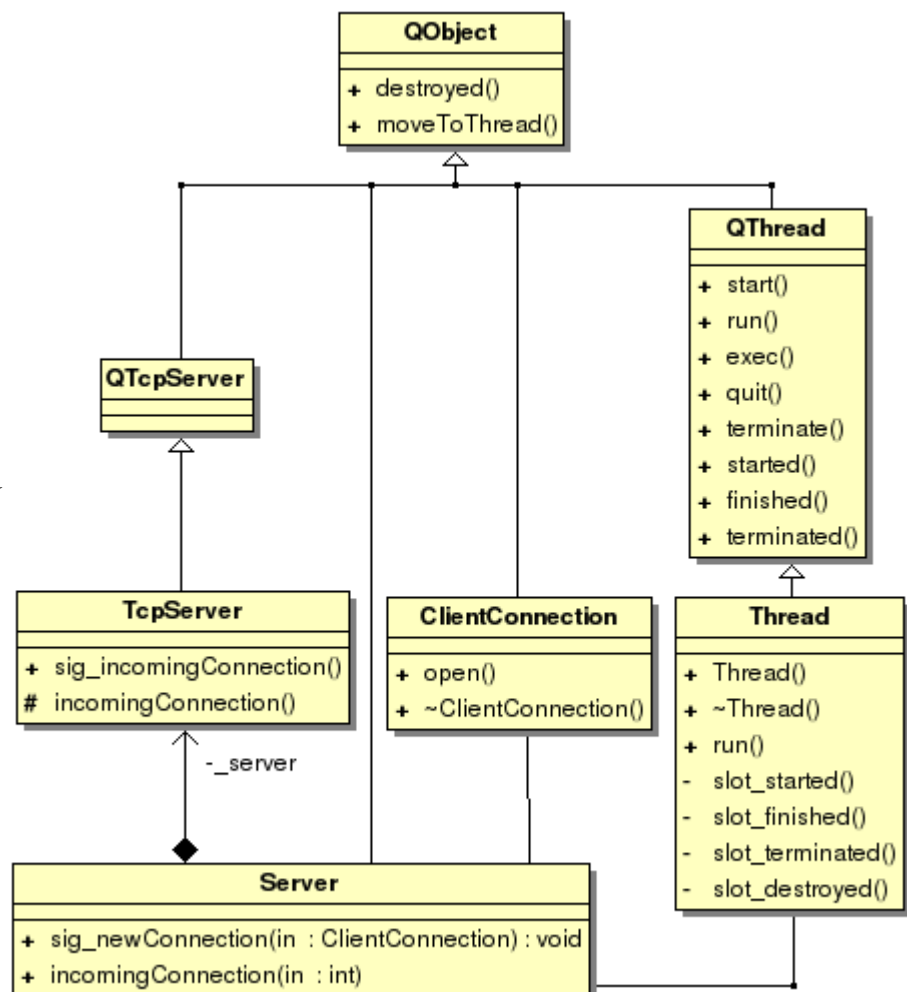 QObject
+ destroyed()
+ moveToThread()
QThread
+ start()
+ run()
+ exec()
+ quit()
+ terminate()
+ started()
+ finished()
+ terminated()
QTcpServer
TcpServer
+ sig_incomingConnection()
# incomingConnection()
ClientConnection
+ open()
+ ~ClientConnection()
Thread
+ Thread()
+ ~Thread()
+ run()
- slot_started()
- slot_finished()
- slot_terminated()
- slot_destroyed()
-_server
Server
+ sig_newConnection(in : ClientConnection) : void
+ incomingConnection(in : int)